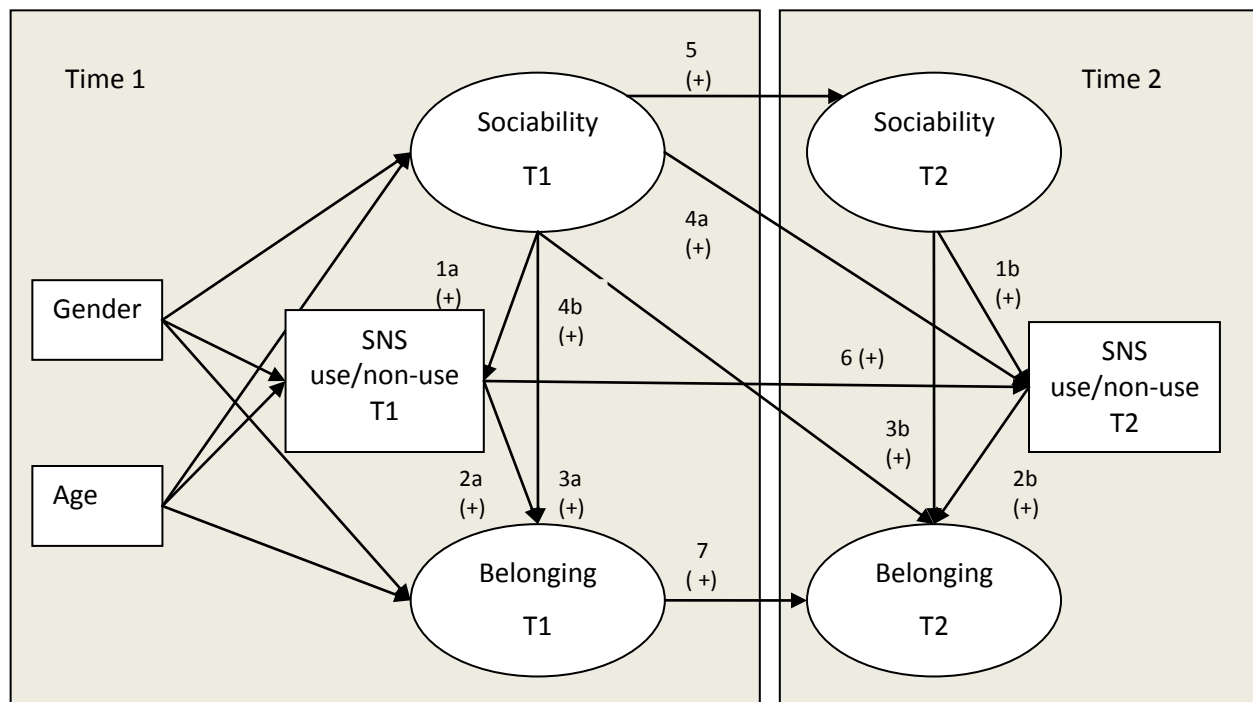 Time 1
Time 2
5
(+)
Sociability
T1
Sociability
T2
4a
(+)
1a
(+)
4b
(+)
1b
(+)
Gender
SNS
use/non-use
T1
6 (+)
SNS
use/non-use
T2
3b
(+)
Age
2a
(+)
3a
(+)
2b
(+)
7
( +)
Belonging
T1
Belonging
T2